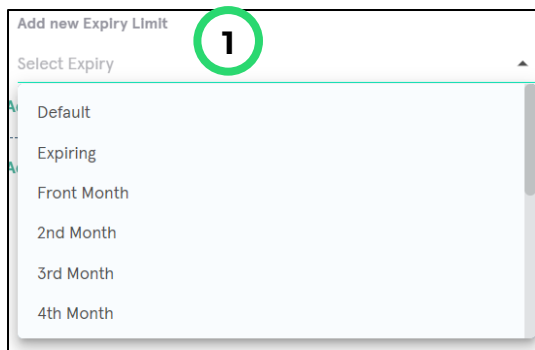 Add new Expiry Limit
1
Select Expiry
Default
Expiring
Front Month
2nd Month
3rd Month
4th Month